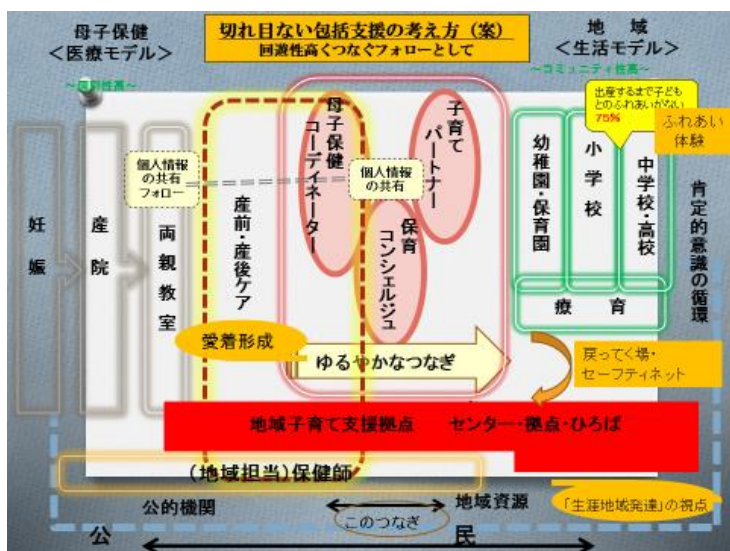 切れ目ない包括支援の考え方（案）
回遊性高くつなぐフォローとして
母子保健
＜医療モデル＞
～個別性高～
地　域
＜生活モデル＞
～コミュニティ性高～
出産するまで子ども
とのふれあいがない
75%
ふれあい
体験
個人情報
の共有
フォロー
個人情報
の共有
妊娠
産院
両親教室
産前・産後ケア
母子保健
コーディネーター
子育て
パートナー
保育
コンシェルジュ
幼稚園・保育園
小学校
中学校・高校
肯定的意識の循環
療　育
愛着形成
ゆるやかなつなぎ
戻ってく場・
セーフティネット
地域子育て支援拠点　センター・拠点・ひろば
（地域担当）保健師
公的機関
地域資源
このつなぎ
「生涯地域発達」の視点
公
民